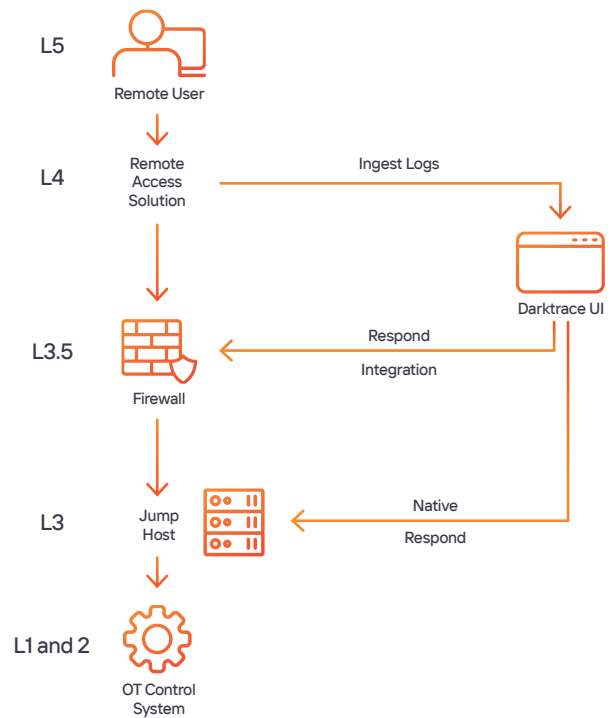 L5
Remote User
L4
Remote
Access
Solution
Ingest Logs
Darktrace UI
L3.5
Respond
Integration
Firewall
L3
Jump
Host
Native
Respond
L1 and 2
OT Control
System